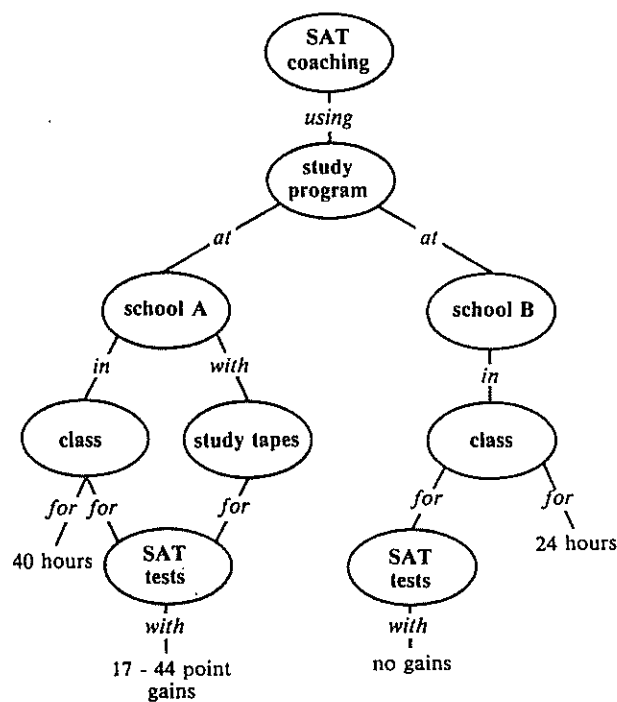 SAT
coaching
using
study
program
at
at
school A
school B
in
with
in
class
study tapes
class
for
for
for
for
for
40 hours
SAT
tests
SAT
tests
24 hours
with
with
17 - 44 point
gains
no gains